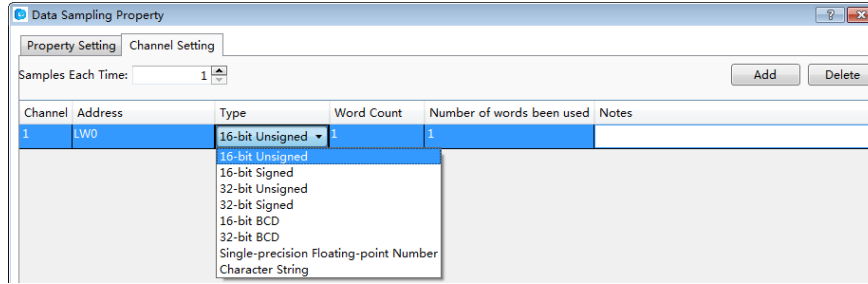 Data Sampling Property
Property Setting Channel Setting
Samples Each Time: 1 Add Delete
Channel Address Type Word Count Number of words been used Notes
1 LW0 16-bit Unsigned 1 1
16-bit Unsigned
16-bit Signed
32-bit Unsigned
32-bit Signed
16-bit BCD
32-bit BCD
Single-precision Floating-point Number
Character String